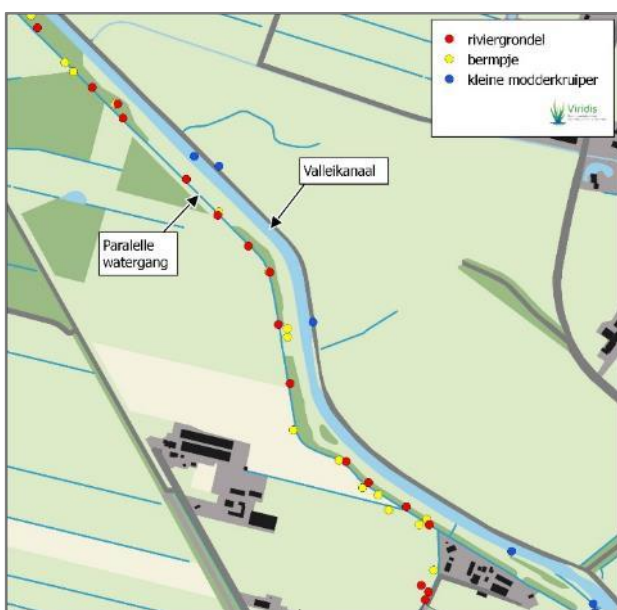 riviergrondel
bermpje
kleine modderkruiper
Viridis
Valleikanaal
Paralelle
watergang